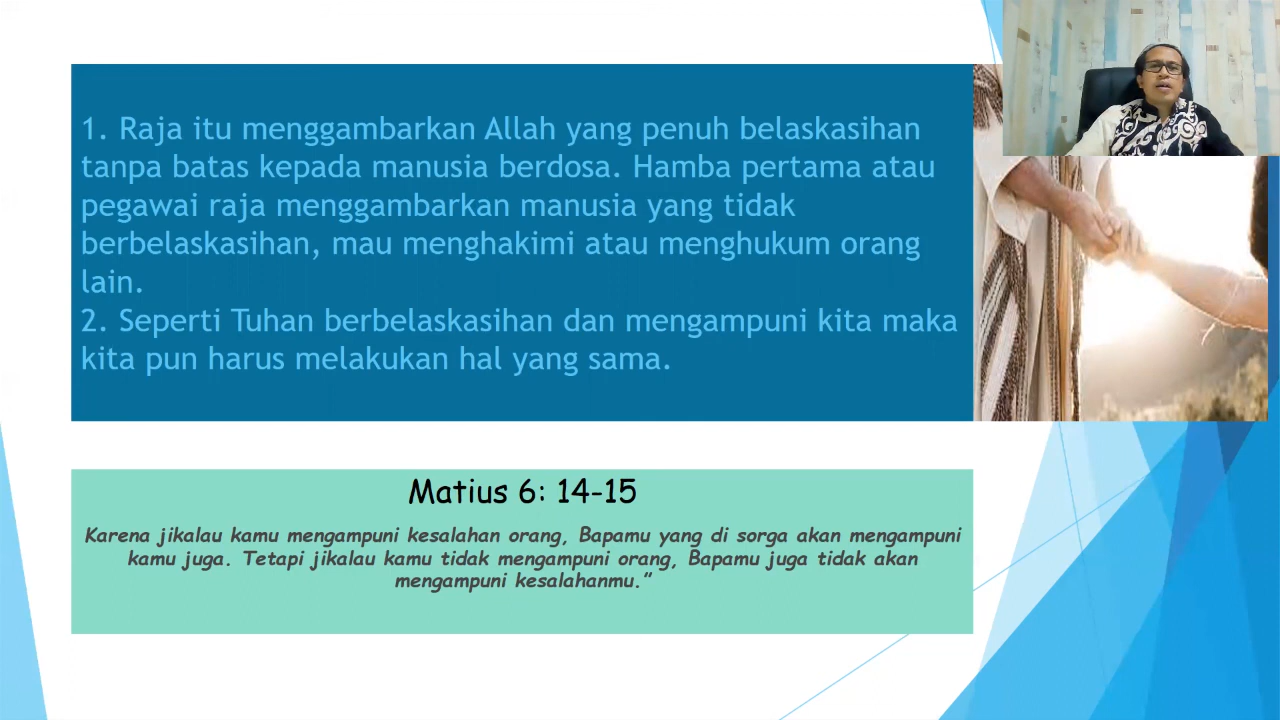 1. Raja itu menggambarkan Allah yang penuh belaskasihan
tanpa batas kepada manusia berdosa. Hamba pertama atau
pegawai raja menggambarkan manusia yang tidak
berbelaskasihan, mau menghakimi atau menghukum orang
lain.
2. Seperti Tuhan berbelaskasihan dan mengampuni kita maka
kita pun harus melakukan hal yang sama.
Matius 6: 14-15
Karena jikalau kamu mengampuni kesalahan orang, Bapamu yang di sorga akan mengampuni
kamu juga. Tetapi jikalau kamu tidak mengampuni orang, Bapamu juga tidak akan
mengampuni kesalahanmu.”